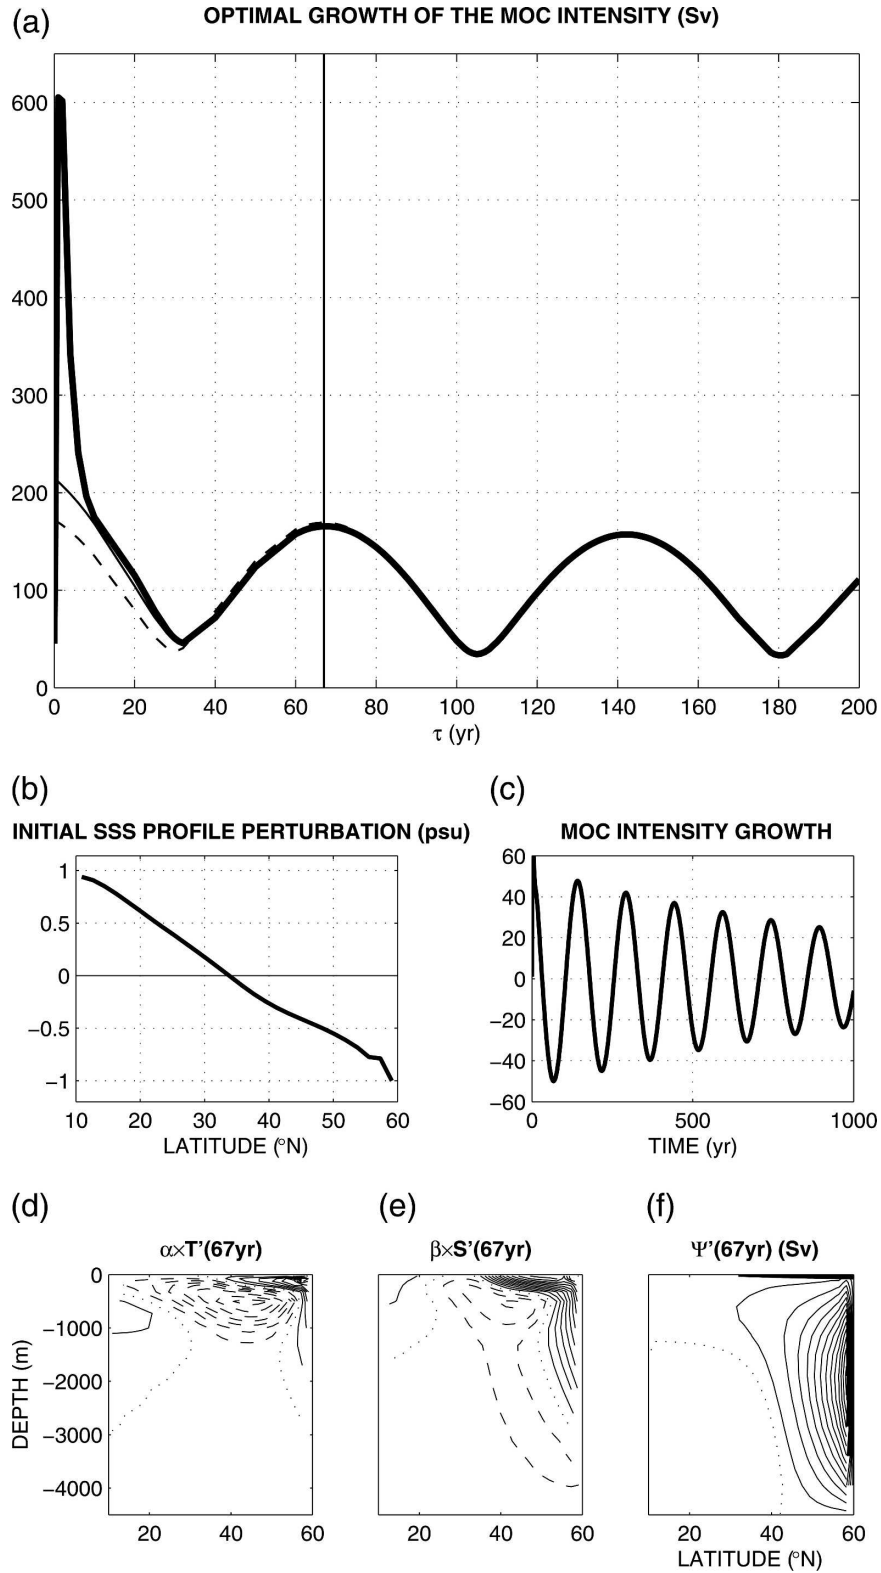 (a)
OPTIMAL GROWTH OF THE MOC INTENSITY (Sv)
600
500
400
300
200
100
0
0 20 40 60 80 100 120 140 160 180 200
τ (yr)
(b)
INITIAL SSS PROFILE PERTURBATION (psu)
1
0.5
0
−0.5
−1
10 20 30 40 50 60
LATITUDE (°N)
(c)
MOC INTENSITY GROWTH
60
40
20
0
−20
−40
−60
0 500 1000
TIME (yr)
(d)
α×T'(67yr)
0
−1000
−2000
−3000
−4000
DEPTH (m)
20 40 60
(e)
β×S'(67yr)
20 40 60
(f)
Ψ'(67yr) (Sv)
20 40 60
LATITUDE (°N)